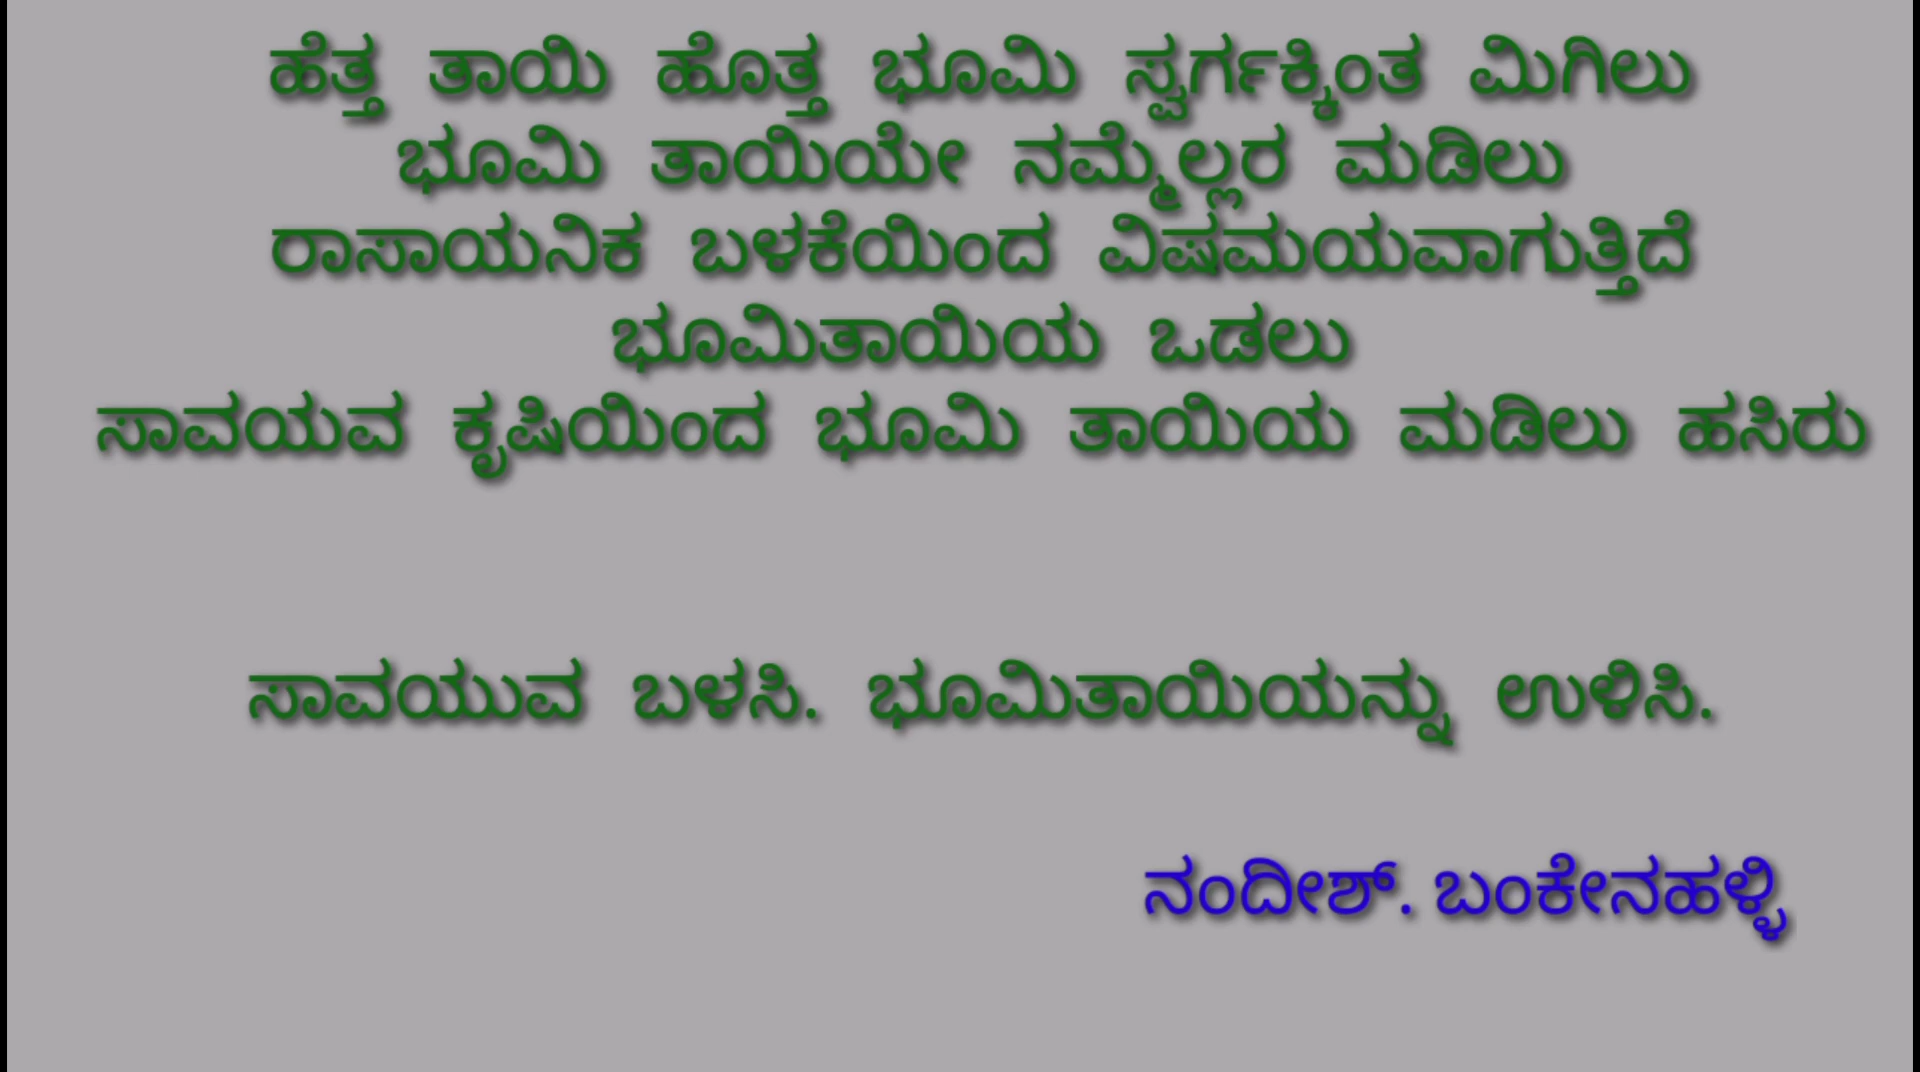 ಹೆತ್ತ ತಾಯಿ ಹೊತ್ತ ಭೂಮಿ ಸ್ವರ್ಗಕ್ಕಿಂತ ಮಿಗಿಲು
ಭೂಮಿ ತಾಯಿಯೇ ನಮ್ಮೆಲ್ಲರ ಮಡಿಲು
ರಾಸಾಯನಿಕ ಬಳಕೆಯಿಂದ ವಿಷಮಯವಾಗುತ್ತಿದೆ
ಭೂಮಿತಾಯಿಯ ಒಡಲು
ಸಾವಯವ ಕೃಷಿಯಿಂದ ಭೂಮಿ ತಾಯಿಯ ಮಡಿಲು ಹಸಿರು
ಸಾವಯುವ ಬಳಸಿ. ಭೂಮಿತಾಯಿಯನ್ನು ಉಳಿಸಿ.
ನಂದೀಶ್. ಬಂಕೇನಹಳ್ಳಿ